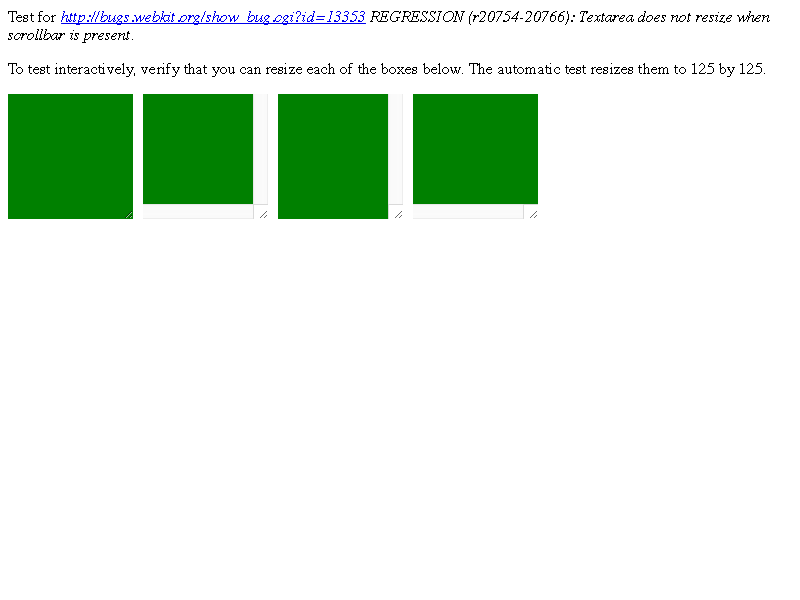 Test for http://bugs.webkit.org/show_bug.cgi?id=13353 REGRESSION (r20754-20766): Textarea does not resize when
scrollbar is present.
To test interactively, verify that you can resize each of the boxes below. The automatic test resizes them to 125 by 125.